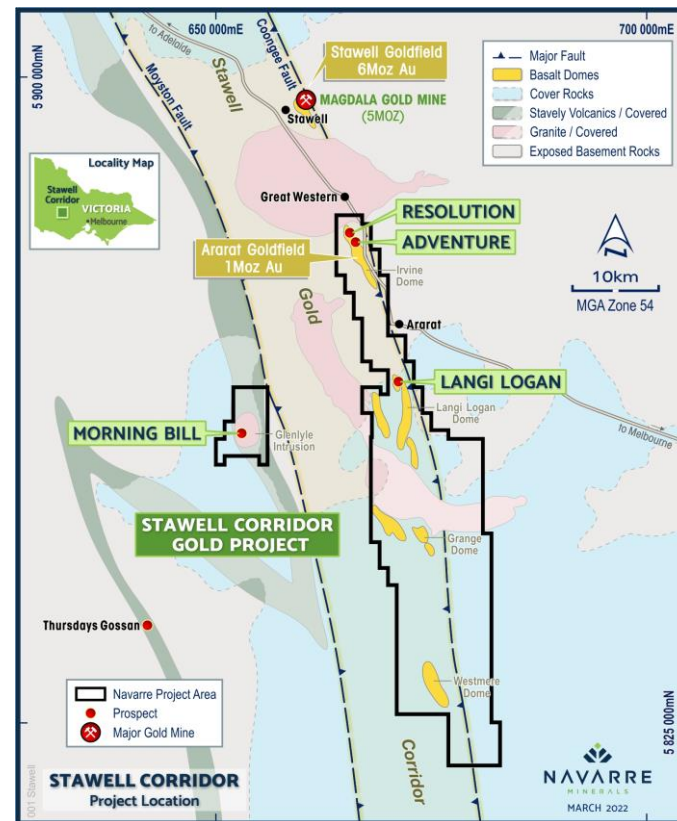 650 000mE
700 000mE
5 900 000mN
to Adelaide
Moyston Fault
Stawell
Coongee Fault
Stawell Goldfield
6Moz Au
MAGDALA GOLD MINE
(5MOZ)
Stawell
Major Fault
Basalt Domes
Cover Rocks
Stavely Volcanics / Covered
Granite / Covered
Exposed Basement Rocks
Locality Map
Stawell
Corridor
VICTORIA
Melbourne
Great Western
RESOLUTION
ADVENTURE
Ararat Goldfield
1Moz Au
Irvine
Dome
10km
MGA Zone 54
Gold
Ararat
LANGI LOGAN
Langi Logan
Dome
to Melbourne
MORNING BILL
Glenlyle
Intrusion
STAWELL CORRIDOR
GOLD PROJECT
Grange
Dome
Thursdays Gossan
Westmere
Dome
Navarre Project Area
Prospect
Major Gold Mine
5 825 000mN
Corridor
001 Stawell
STAWELL CORRIDOR
Project Location
NAVARRE
MINERALS
MARCH 2022